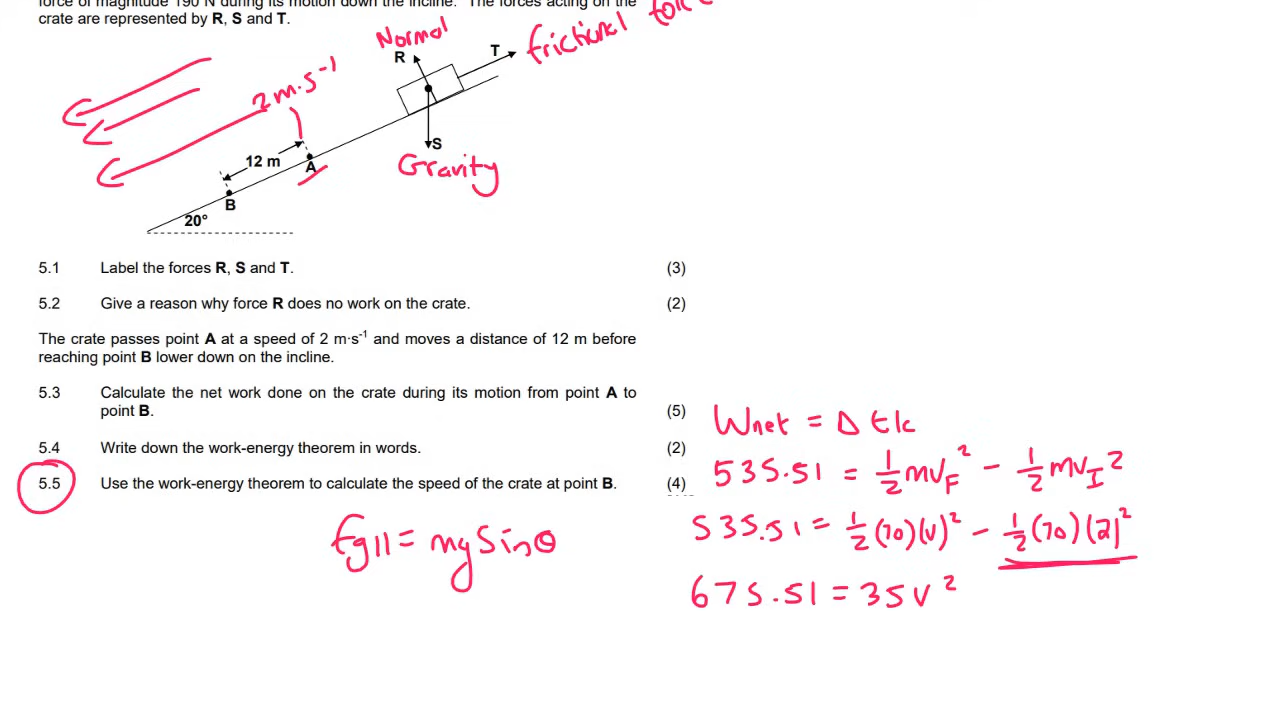 force of magnitude 190 N during its motion down the incline. The forces acting on the
crate are represented by R, S and T.
Normal
R
T
frictional
2 m·s⁻¹
S
12 m
A
Gravity
B
20°
5.1 Label the forces R, S and T. (3)
5.2 Give a reason why force R does no work on the crate. (2)
The crate passes point A at a speed of 2 m·s⁻¹ and moves a distance of 12 m before
reaching point B lower down on the incline.
5.3 Calculate the net work done on the crate during its motion from point A to
point B. (5)
5.4 Write down the work-energy theorem in words. (2)
5.5 Use the work-energy theorem to calculate the speed of the crate at point B. (4)
Wnet = Δ Ek
535.51 = ½mv_F² − ½mv_I²
535.51 = ½(70)(v)² − ½(70)(2)²
675.51 = 35v²
Fg|| = mgsinθ